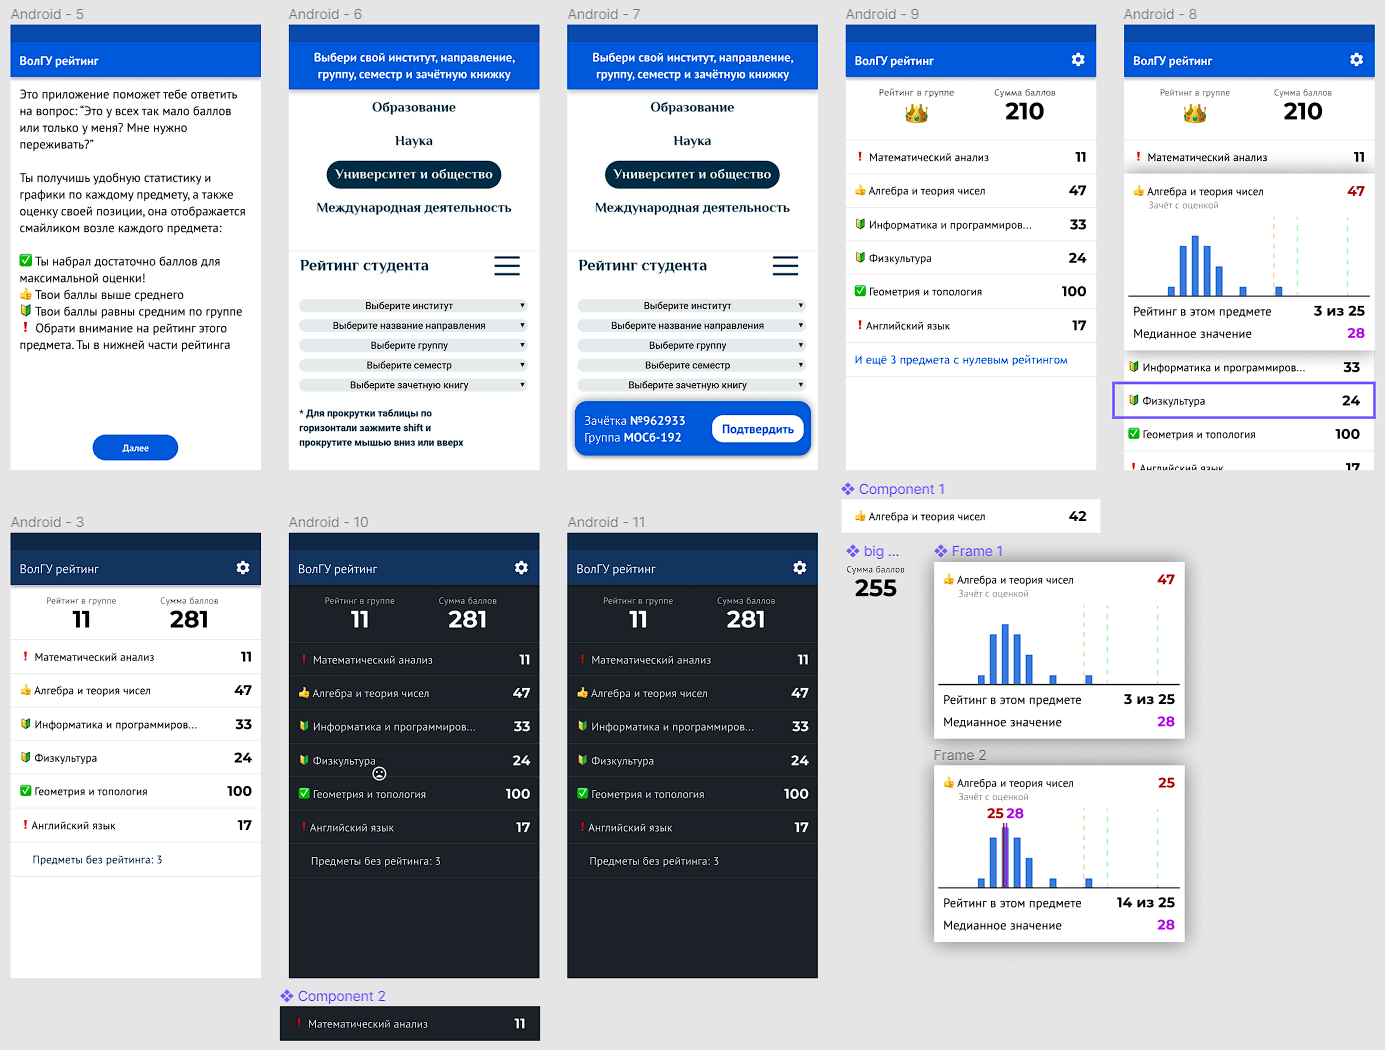 Android - 5
ВолГУ рейтинг
Это приложение поможет тебе ответить
на вопрос: “Это у всех так мало баллов
или только у меня? Мне нужно
переживать?”
Ты получишь удобную статистику и
графики по каждому предмету, а также
оценку своей позиции, она отображается
смайликом возле каждого предмета:
✅ Ты набрал достаточно баллов для
максимальной оценки!
👍 Твои баллы выше среднего
🔰 Твои баллы равны средним по группе
❗ Обрати внимание на рейтинг этого
предмета. Ты в нижней части рейтинга
Далее
Android - 6
Выбери свой институт, направление,
группу, семестр и зачётную книжку
Образование
Наука
Университет и общество
Международная деятельность
Рейтинг студента
Выберите институт
Выберите название направления
Выберите группу
Выберите семестр
Выберите зачетную книгу
* Для прокрутки таблицы по
горизонтали зажмите shift и
прокрутите мышью вниз или вверх
Android - 7
Выбери свой институт, направление,
группу, семестр и зачётную книжку
Образование
Наука
Университет и общество
Международная деятельность
Рейтинг студента
Выберите институт
Выберите название направления
Выберите группу
Выберите семестр
Выберите зачетную книгу
Зачётка №962933
Группа МОСб-192
Подтвердить
Android - 9
ВолГУ рейтинг
Рейтинг в группе Сумма баллов
👑 210
❗ Математический анализ 11
👍 Алгебра и теория чисел 47
🔰 Информатика и программиров... 33
🔰 Физкультура 24
✅ Геометрия и топология 100
❗ Английский язык 17
И ещё 3 предмета с нулевым рейтингом
Android - 8
ВолГУ рейтинг
Рейтинг в группе Сумма баллов
👑 210
❗ Математический анализ 11
👍 Алгебра и теория чисел 47
Зачёт с оценкой
Рейтинг в этом предмете 3 из 25
Медианное значение 28
🔰 Информатика и программиров... 33
🔰 Физкультура 24
✅ Геометрия и топология 100
❗ Английский язык 17
Component 1
👍 Алгебра и теория чисел 42
big ...
Сумма баллов
255
Frame 1
👍 Алгебра и теория чисел 47
Зачёт с оценкой
Рейтинг в этом предмете 3 из 25
Медианное значение 28
Frame 2
👍 Алгебра и теория чисел 25
Зачёт с оценкой
25 28
Рейтинг в этом предмете 14 из 25
Медианное значение 28
Android - 3
ВолГУ рейтинг
Рейтинг в группе Сумма баллов
11 281
❗ Математический анализ 11
👍 Алгебра и теория чисел 47
🔰 Информатика и программиров... 33
🔰 Физкультура 24
✅ Геометрия и топология 100
❗ Английский язык 17
Предметы без рейтинга: 3
Android - 10
ВолГУ рейтинг
Рейтинг в группе Сумма баллов
11 281
❗ Математический анализ 11
👍 Алгебра и теория чисел 47
🔰 Информатика и программиров... 33
🔰 Физкультура 24
✅ Геометрия и топология 100
❗ Английский язык 17
Предметы без рейтинга: 3
Android - 11
ВолГУ рейтинг
Рейтинг в группе Сумма баллов
11 281
❗ Математический анализ 11
👍 Алгебра и теория чисел 47
🔰 Информатика и программиров... 33
🔰 Физкультура 24
✅ Геометрия и топология 100
❗ Английский язык 17
Предметы без рейтинга: 3
Component 2
❗ Математический анализ 11